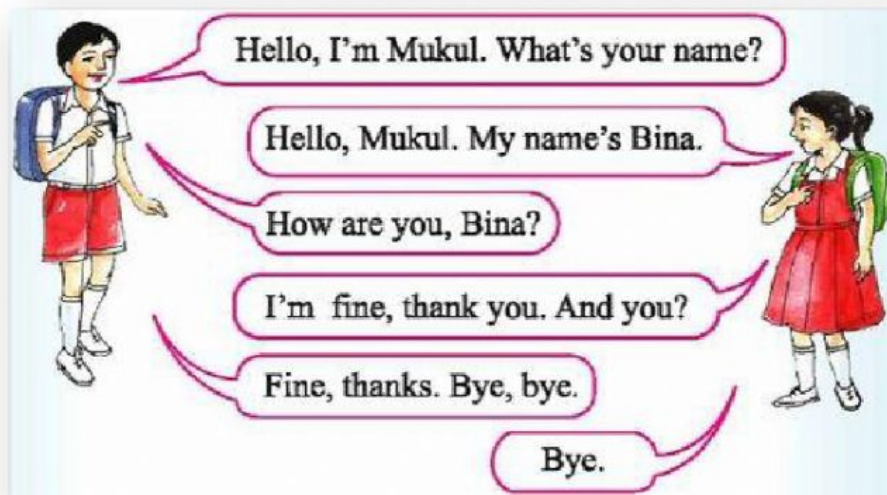 Hello, I'm Mukul. What's your name?
Hello, Mukul. My name's Bina.
How are you, Bina?
I'm fine, thank you. And you?
Fine, thanks. Bye, bye.
Bye.